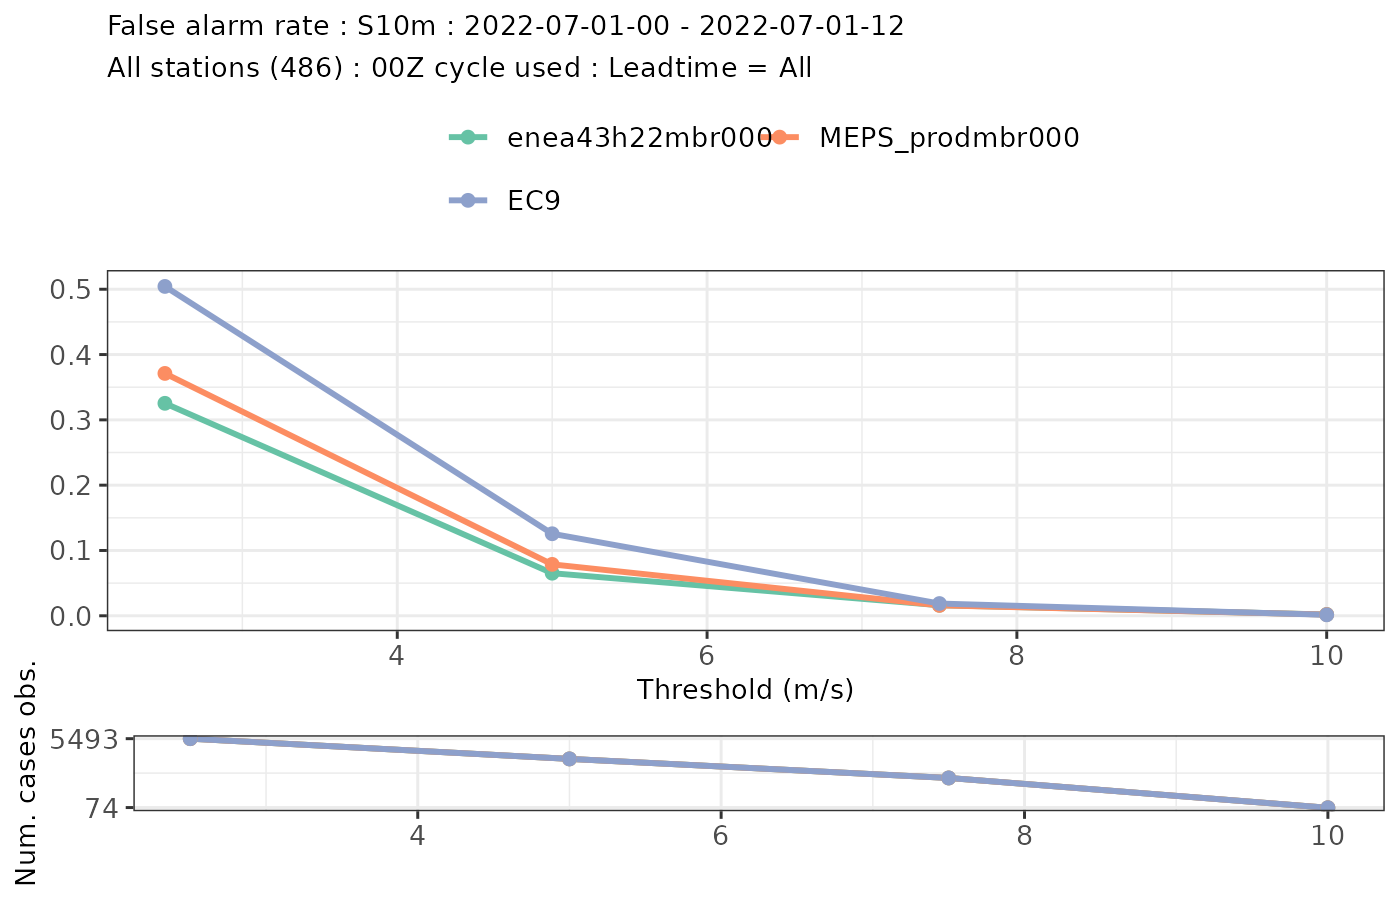 False alarm rate : S10m : 2022-07-01-00 - 2022-07-01-12
All stations (486) : 00Z cycle used : Leadtime = All
enea43h22mbr000 MEPS_prodmbr000
EC9
0.5
0.4
0.3
0.2
0.1
0.0
4 6 8 10
Threshold (m/s)
Num. cases obs.
5493
74
4 6 8 10